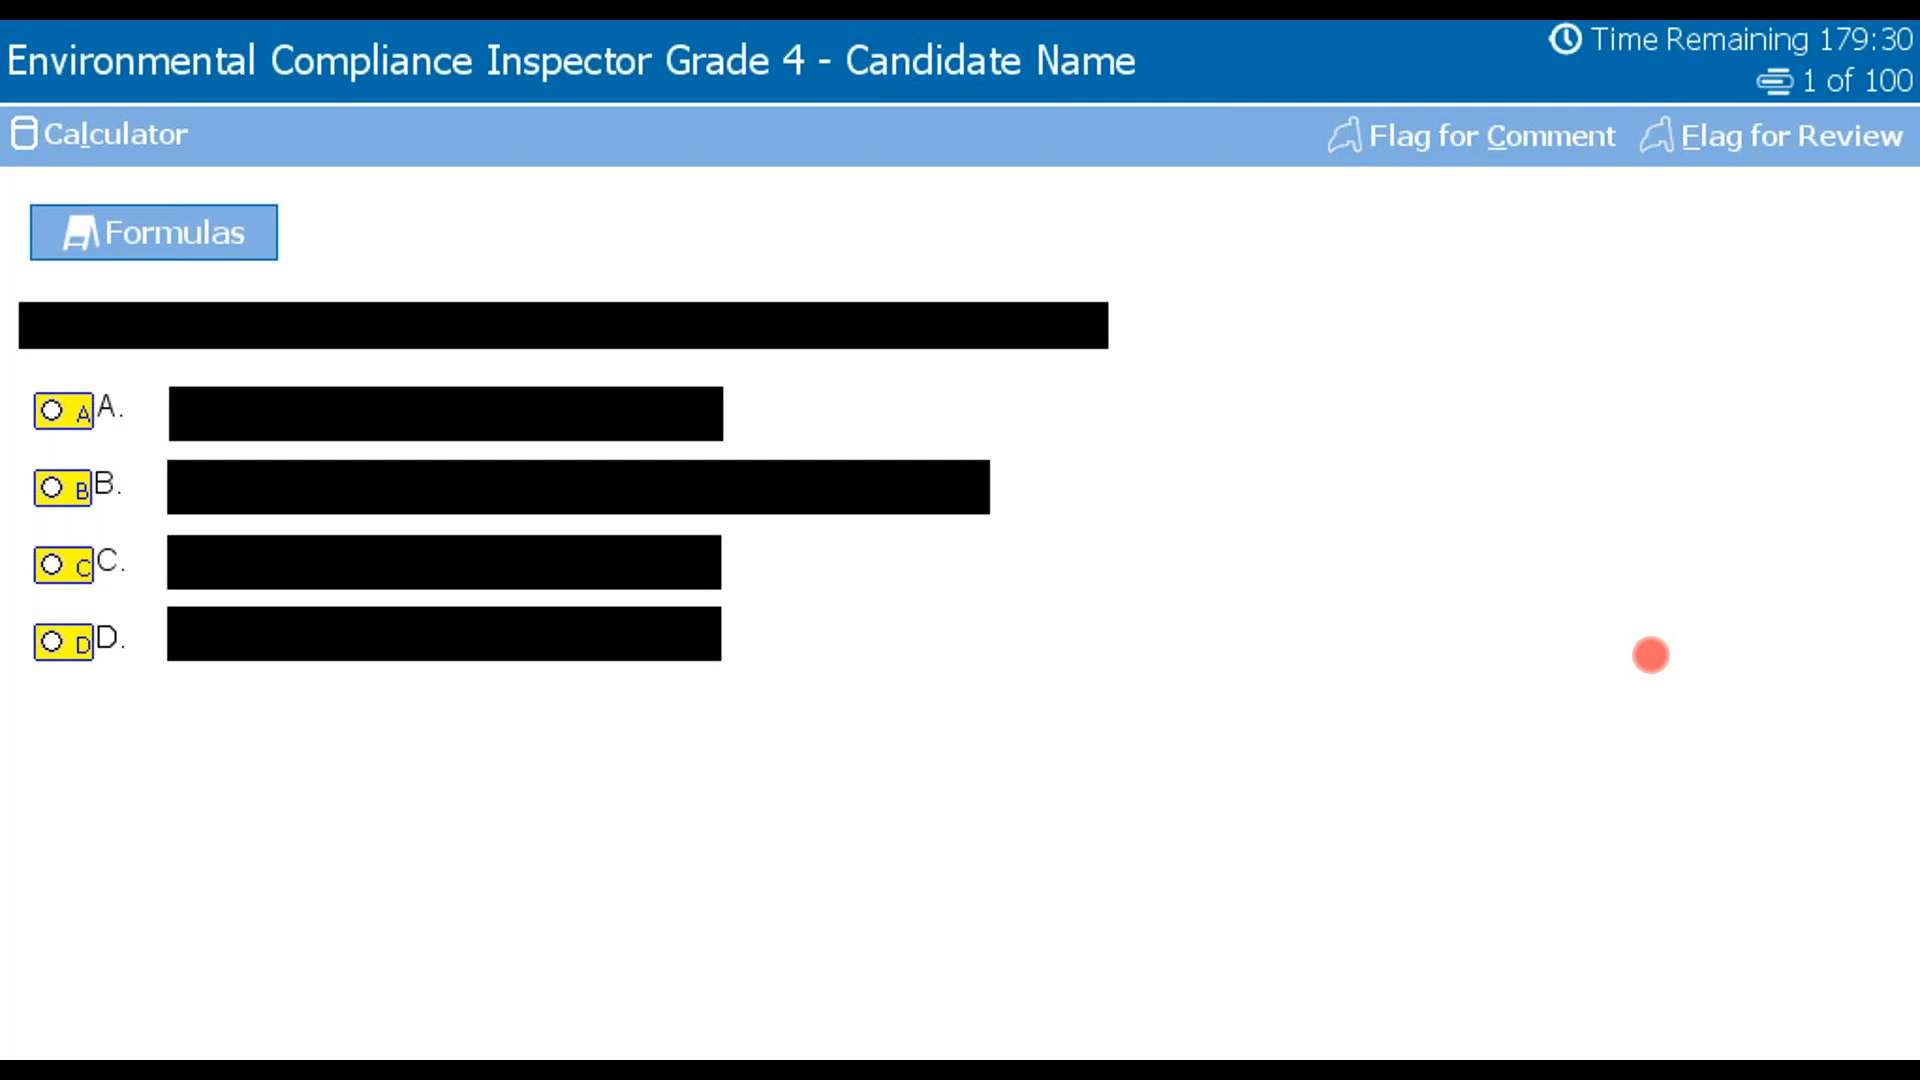 Environmental Compliance Inspector Grade 4 - Candidate Name
Time Remaining 179:30
1 of 100
Calculator
Flag for Comment
Flag for Review
Formulas
A A.
B B.
C C.
D D.